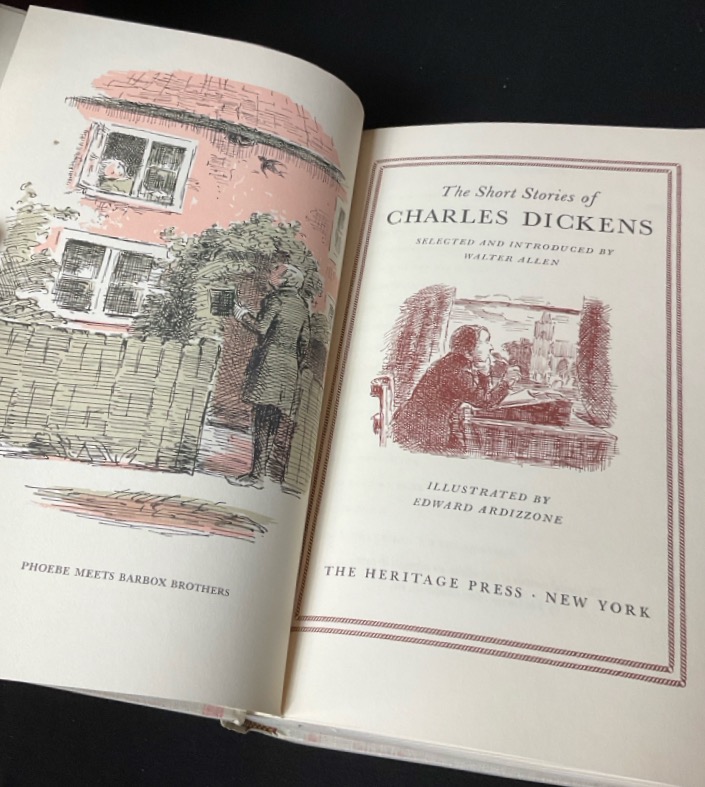 PHOEBE MEETS BARBOX BROTHERS
The Short Stories of
CHARLES DICKENS
SELECTED AND INTRODUCED BY
WALTER ALLEN
ILLUSTRATED BY
EDWARD ARDIZZONE
THE HERITAGE PRESS · NEW YORK